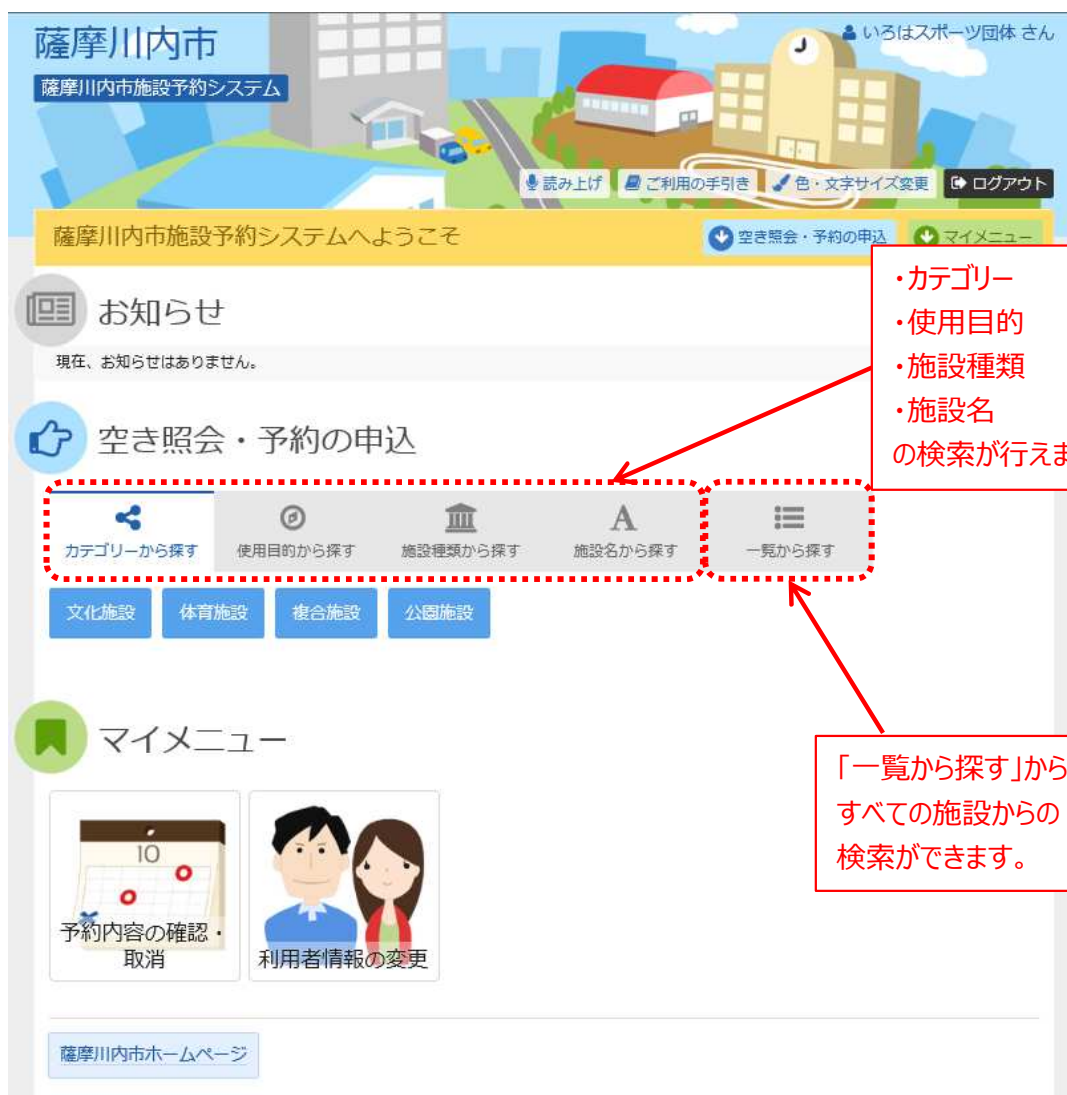 薩摩川内市
いろはスポーツ団体 さん
薩摩川内市施設予約システム
読み上げ
ご利用の手引き
色・文字サイズ変更
ログアウト
薩摩川内市施設予約システムへようこそ
空き照会・予約の申込
マイメニュー
・カテゴリー
・使用目的
・施設種類
・施設名
の検索が行えま
お知らせ
現在、お知らせはありません。
空き照会・予約の申込
カテゴリーから探す
使用目的から探す
施設種類から探す
A
施設名から探す
一覧から探す
文化施設
体育施設
複合施設
公園施設
マイメニュー
「一覧から探す」から
すべての施設からの
検索ができます。
10
予約内容の確認・
取消
利用者情報の変更
薩摩川内市ホームページ